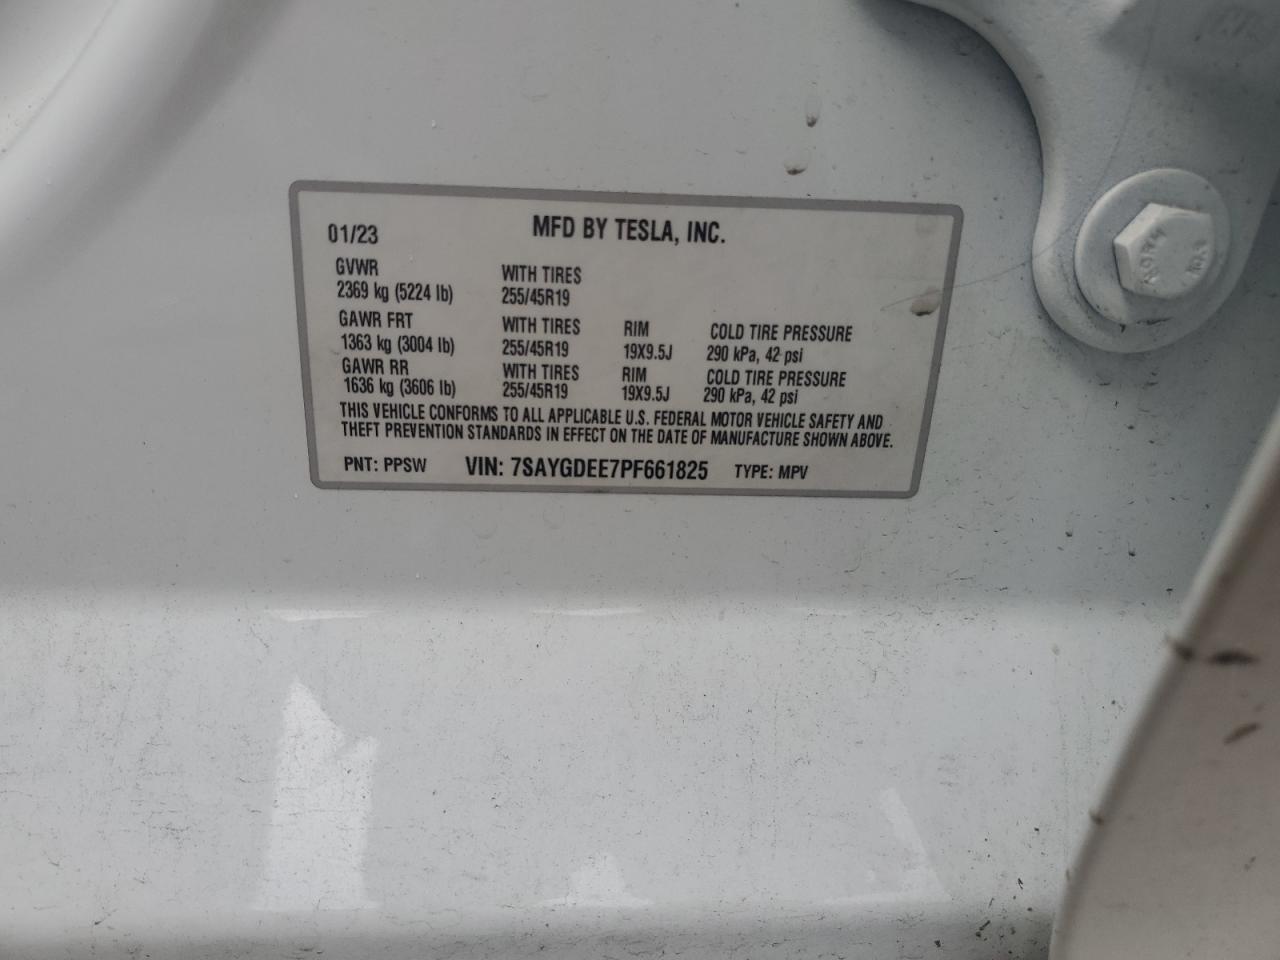 01/23 MFD BY TESLA, INC.
GVWR WITH TIRES
2369 kg (5224 lb) 255/45R19
GAWR FRT WITH TIRES RIM COLD TIRE PRESSURE
1363 kg (3004 lb) 255/45R19 19X9.5J 290 kPa, 42 psi
GAWR RR WITH TIRES RIM COLD TIRE PRESSURE
1636 kg (3606 lb) 255/45R19 19X9.5J 290 kPa, 42 psi
THIS VEHICLE CONFORMS TO ALL APPLICABLE U.S. FEDERAL MOTOR VEHICLE SAFETY AND
THEFT PREVENTION STANDARDS IN EFFECT ON THE DATE OF MANUFACTURE SHOWN ABOVE.
PNT: PPSW VIN: 7SAYGDEE7PF661825 TYPE: MPV